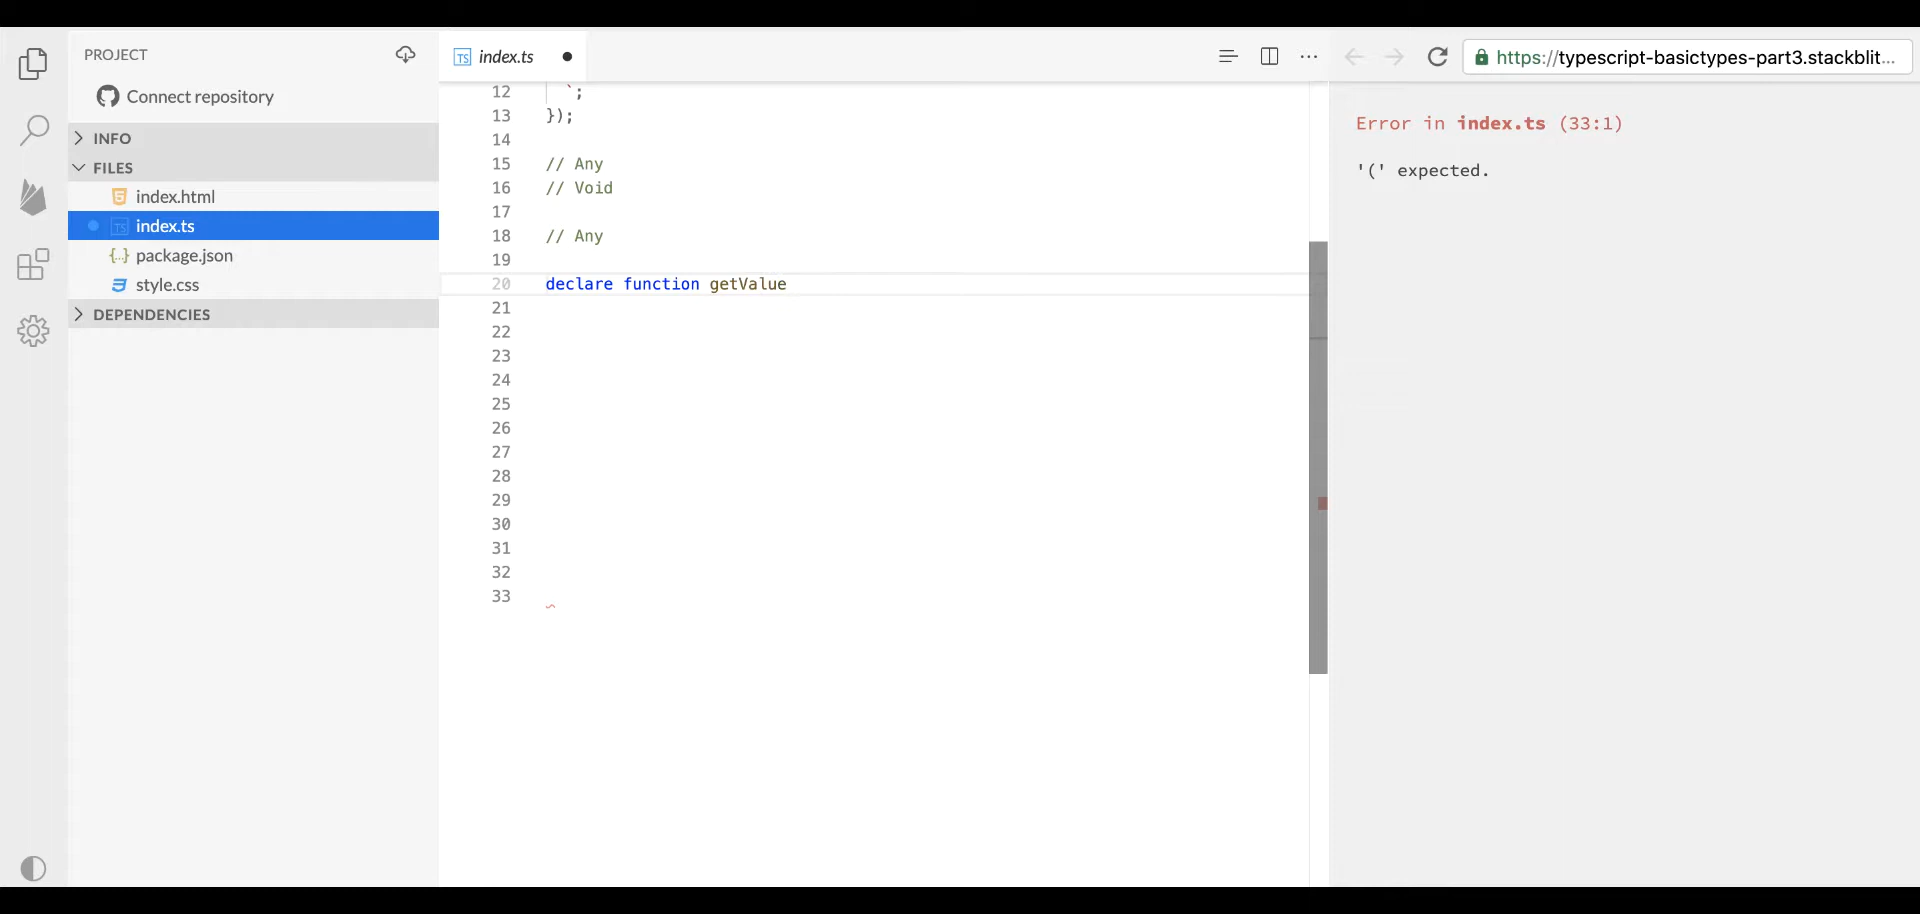 PROJECT
Connect repository
INFO
FILES
index.html
TS index.ts
{..} package.json
style.css
DEPENDENCIES
TS index.ts
12 `;
13 });
14
15 // Any
16 // Void
17
18 // Any
19
20 declare function getValue
21
22
23
24
25
26
27
28
29
30
31
32
33
https://typescript-basictypes-part3.stackblit...
Error in index.ts (33:1)
'(' expected.